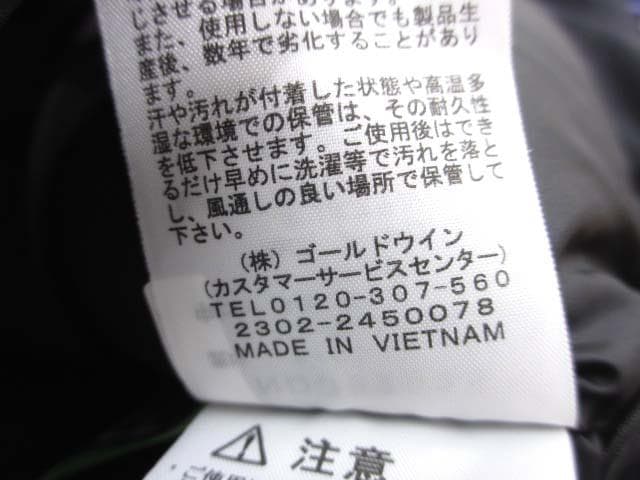 せる場合があります。
じさた、使用しない場合でも製品生
ま産後、数年で劣化することがあり
ます。
汗や汚れが付着した状態や高温多
湿な環境での保管は、その耐久性
を低下させます。ご使用後はでき
るだけ早めに洗濯等で汚れを落と
し、風通しの良い場所で保管して
下さい。
（株）ゴールドウイン
（カスタマーサービスセンター）
TEL0120-307-560
2302-2450078
MADE IN VIETNAM
注意
・ご使用